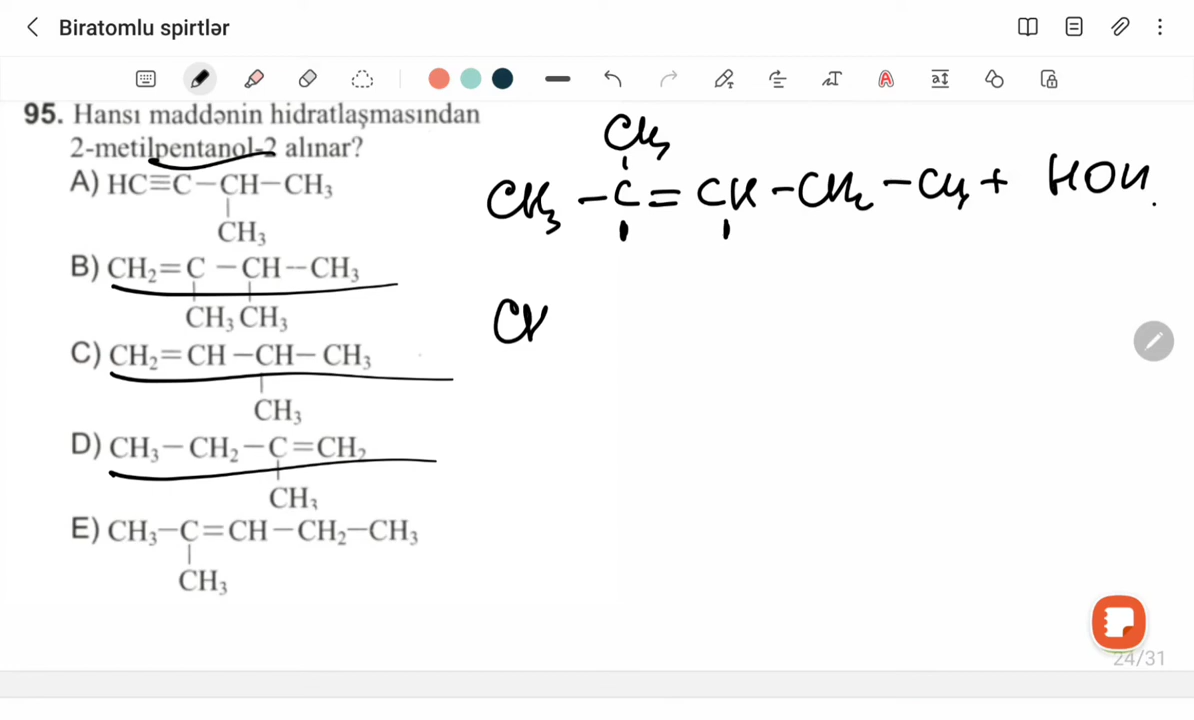 Biratomlu spirtlər
95. Hansı maddənin hidratlaşmasından
2-metilpentanol-2 alınar?
A) HC≡C−CH−CH₃
|
CH₃
B) CH₂=C −CH−CH₃
| |
CH₃ CH₃
C) CH₂=CH −CH− CH₃
|
CH₃
D) CH₃−CH₂−C=CH₂
|
CH₃
E) CH₃−C=CH−CH₂−CH₃
|
CH₃
CH₃
|
CH₃ −C=CH−CH₂−CH₃+ HOH.
| |
CH
24/31